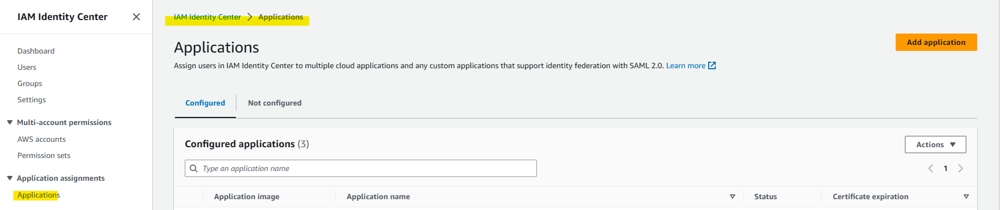 IAM Identity Center
Dashboard
Users
Groups
Settings
Multi-account permissions
AWS accounts
Permission sets
Application assignments
Applications
IAM Identity Center > Applications
Applications
Add application
Assign users in IAM Identity Center to multiple cloud applications and any custom applications that support identity federation with SAML 2.0. Learn more
Configured
Not configured
Configured applications (3)
Actions
Type an application name
1
Application image
Application name
Status
Certificate expiration